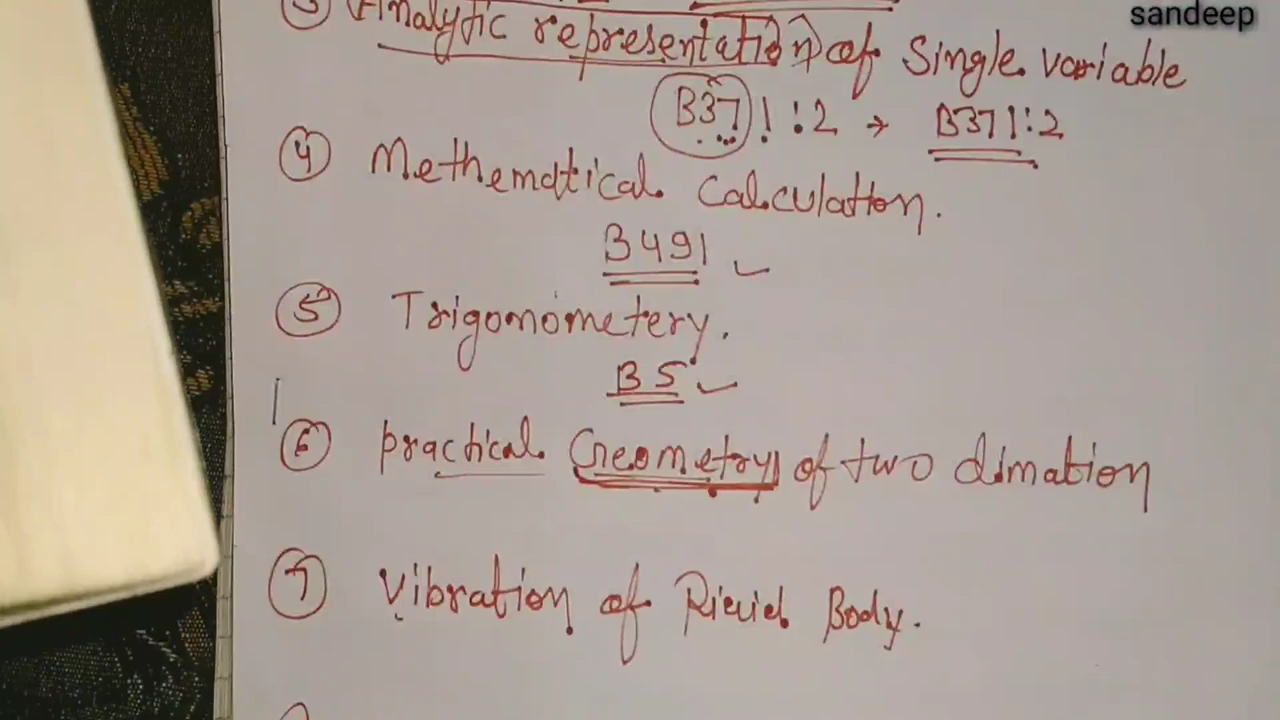 sandeep
③ Analytic representation of Single variable
B37 1:2 → B371:2
④ Methematical Calculation.
B491
⑤ Trigonometery.
B5
⑥ practical Geometry of two dimation
⑦ Vibration of Body.